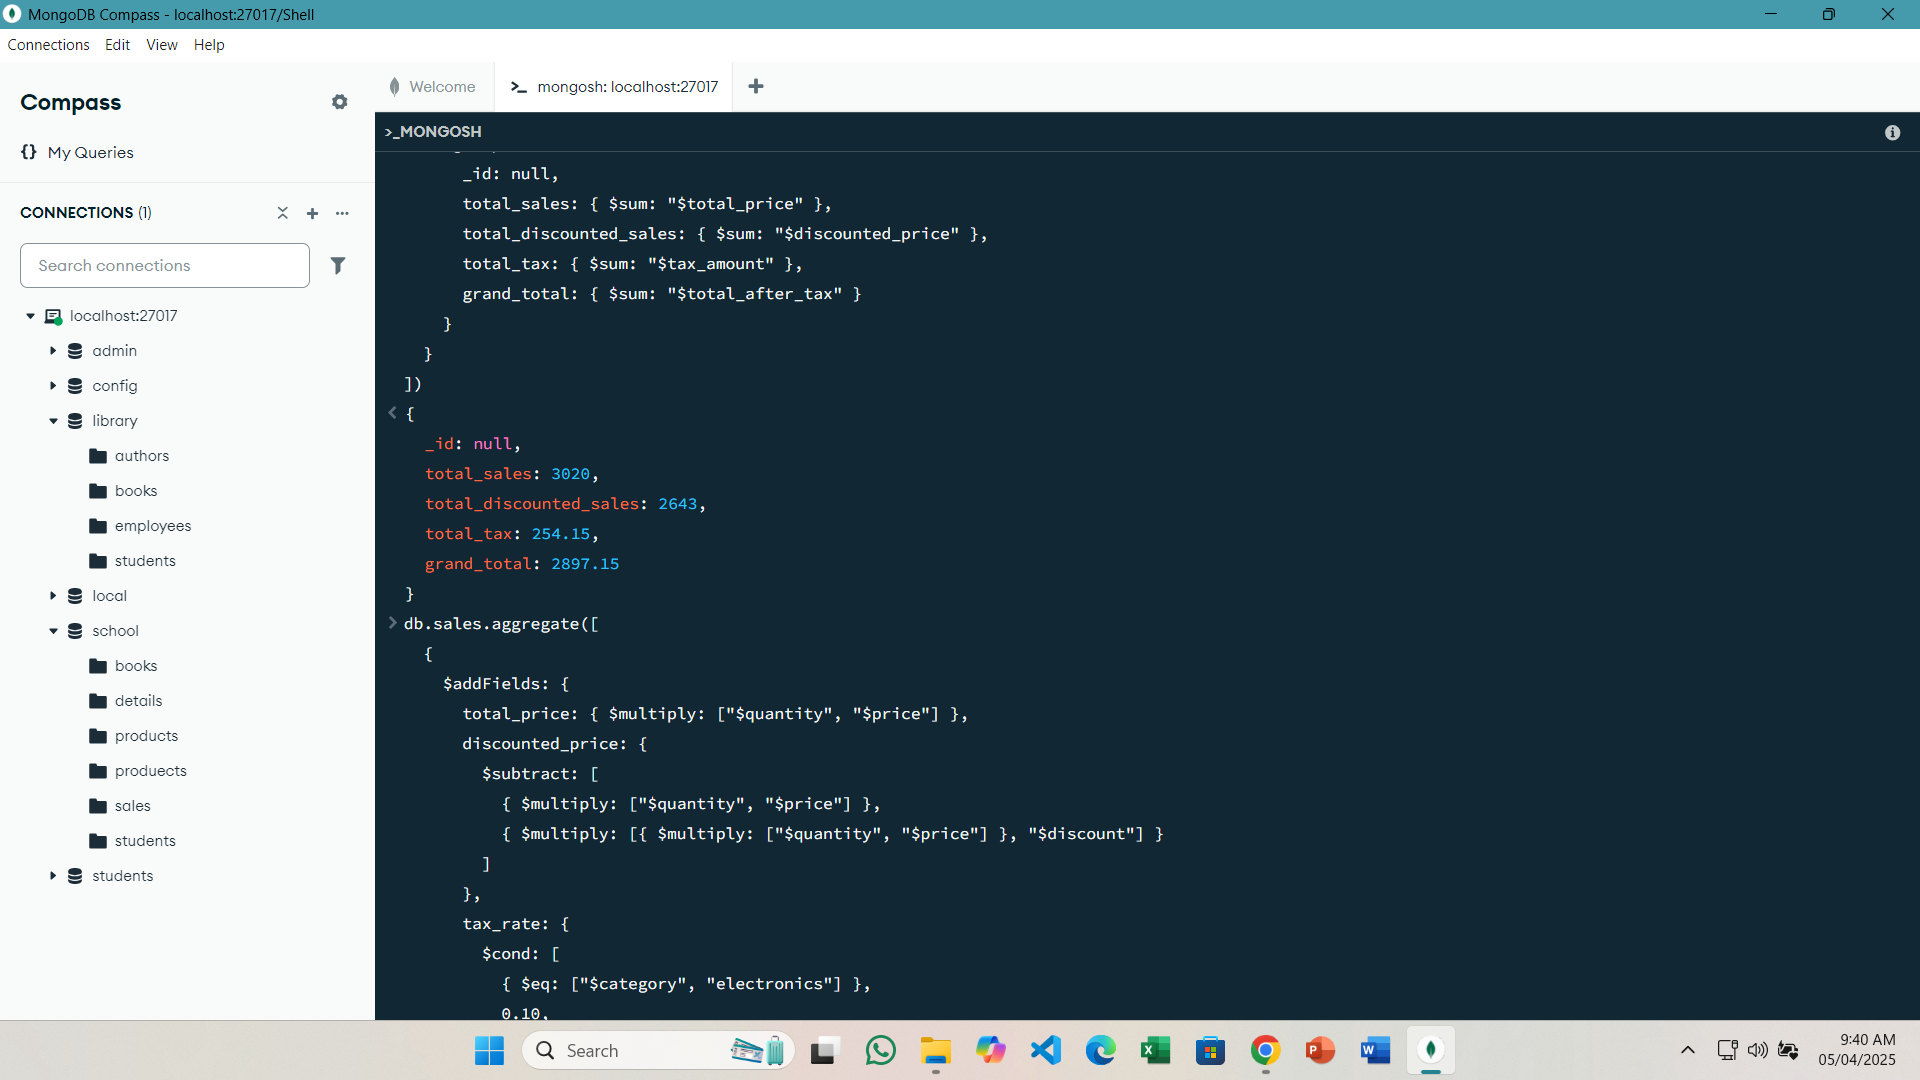 MongoDB Compass - localhost:27017/Shell
Connections Edit View Help
Compass
{} My Queries
CONNECTIONS (1)
Search connections
localhost:27017
admin
config
library
authors
books
employees
students
local
school
books
details
products
produects
sales
students
students
Welcome
>_ mongosh: localhost:27017
>_MONGOSH
_id: null,
total_sales: { $sum: "$total_price" },
total_discounted_sales: { $sum: "$discounted_price" },
total_tax: { $sum: "$tax_amount" },
grand_total: { $sum: "$total_after_tax" }
}
}
])
< {
_id: null,
total_sales: 3020,
total_discounted_sales: 2643,
total_tax: 254.15,
grand_total: 2897.15
}
> db.sales.aggregate([
{
$addFields: {
total_price: { $multiply: ["$quantity", "$price"] },
discounted_price: {
$subtract: [
{ $multiply: ["$quantity", "$price"] },
{ $multiply: [{ $multiply: ["$quantity", "$price"] }, "$discount"] }
]
},
tax_rate: {
$cond: [
{ $eq: ["$category", "electronics"] },
0.10,
Search
9:40 AM
05/04/2025